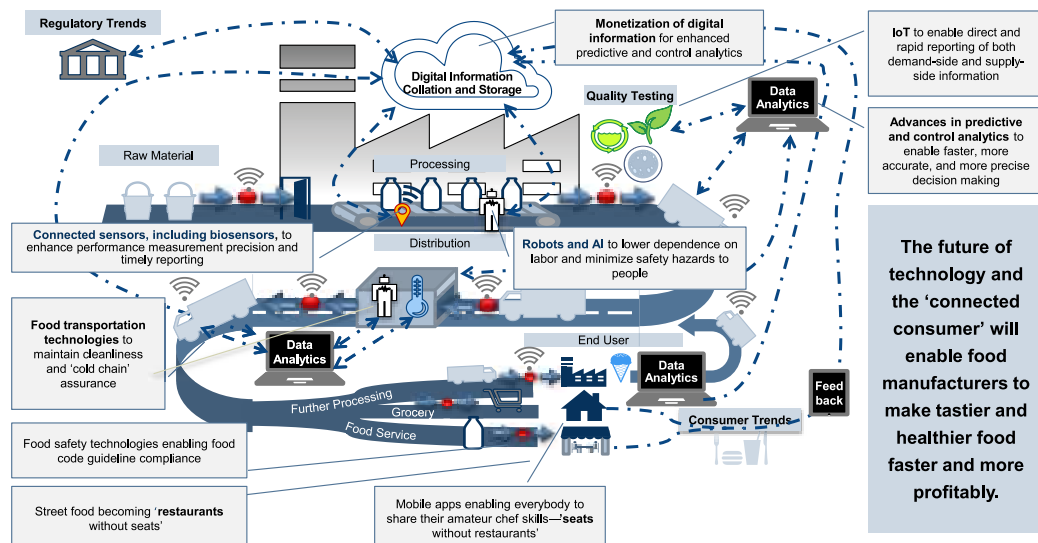 Regulatory Trends
Monetization of digital
information for enhanced
predictive and control analytics
IoT to enable direct and
rapid reporting of both
demand-side and supply-
side information
Digital Information
Collation and Storage
Quality Testing
Data
Analytics
Advances in predictive
and control analytics to
enable faster, more
accurate, and more precise
decision making
Raw Material
Processing
Connected sensors, including biosensors, to
enhance performance measurement precision and
timely reporting
Distribution
Robots and AI to lower dependence on
labor and minimize safety hazards to
people
The future of
technology and
the ‘connected
consumer’ will
enable food
manufacturers to
make tastier and
healthier food
faster and more
profitably.
Food transportation
technologies to
maintain cleanliness
and ‘cold chain’
assurance
Data
Analytics
End User
Data
Analytics
Feed
back
Further Processing
Grocery
Food Service
Consumer Trends
Food safety technologies enabling food
code guideline compliance
Street food becoming ‘restaurants
without seats’
Mobile apps enabling everybody to
share their amateur chef skills—’seats
without restaurants’